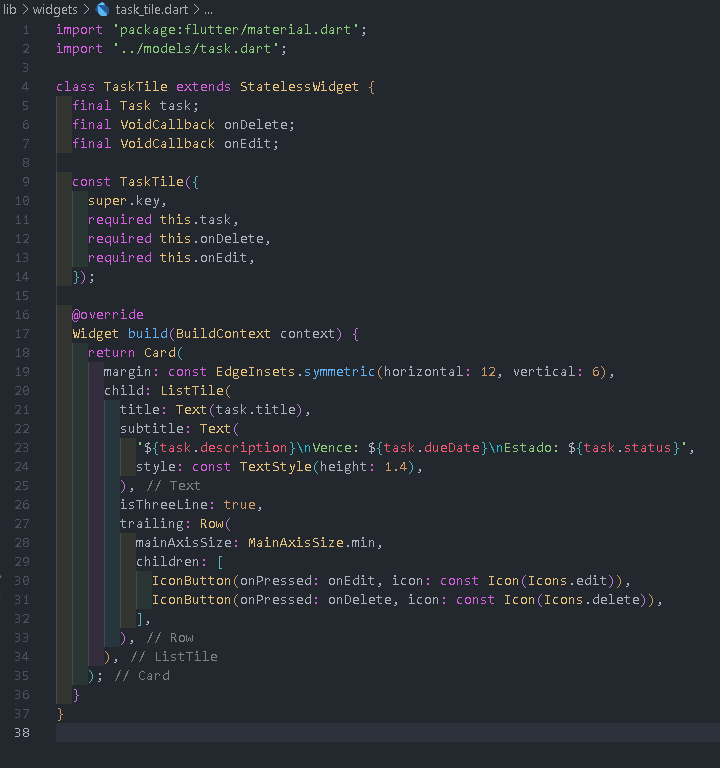 lib > widgets > task_tile.dart > ...
1 import 'package:flutter/material.dart';
2 import '../models/task.dart';
3
4 class TaskTile extends StatelessWidget {
5   final Task task;
6   final VoidCallback onDelete;
7   final VoidCallback onEdit;
8
9   const TaskTile({
10     super.key,
11     required this.task,
12     required this.onDelete,
13     required this.onEdit,
14   });
15
16   @override
17   Widget build(BuildContext context) {
18     return Card(
19       margin: const EdgeInsets.symmetric(horizontal: 12, vertical: 6),
20       child: ListTile(
21         title: Text(task.title),
22         subtitle: Text(
23           '${task.description}\nVence: ${task.dueDate}\nEstado: ${task.status}',
24           style: const TextStyle(height: 1.4),
25         ), // Text
26         isThreeLine: true,
27         trailing: Row(
28           mainAxisSize: MainAxisSize.min,
29           children: [
30             IconButton(onPressed: onEdit, icon: const Icon(Icons.edit)),
31             IconButton(onPressed: onDelete, icon: const Icon(Icons.delete)),
32           ],
33         ), // Row
34       ), // ListTile
35     ); // Card
36   }
37 }
38